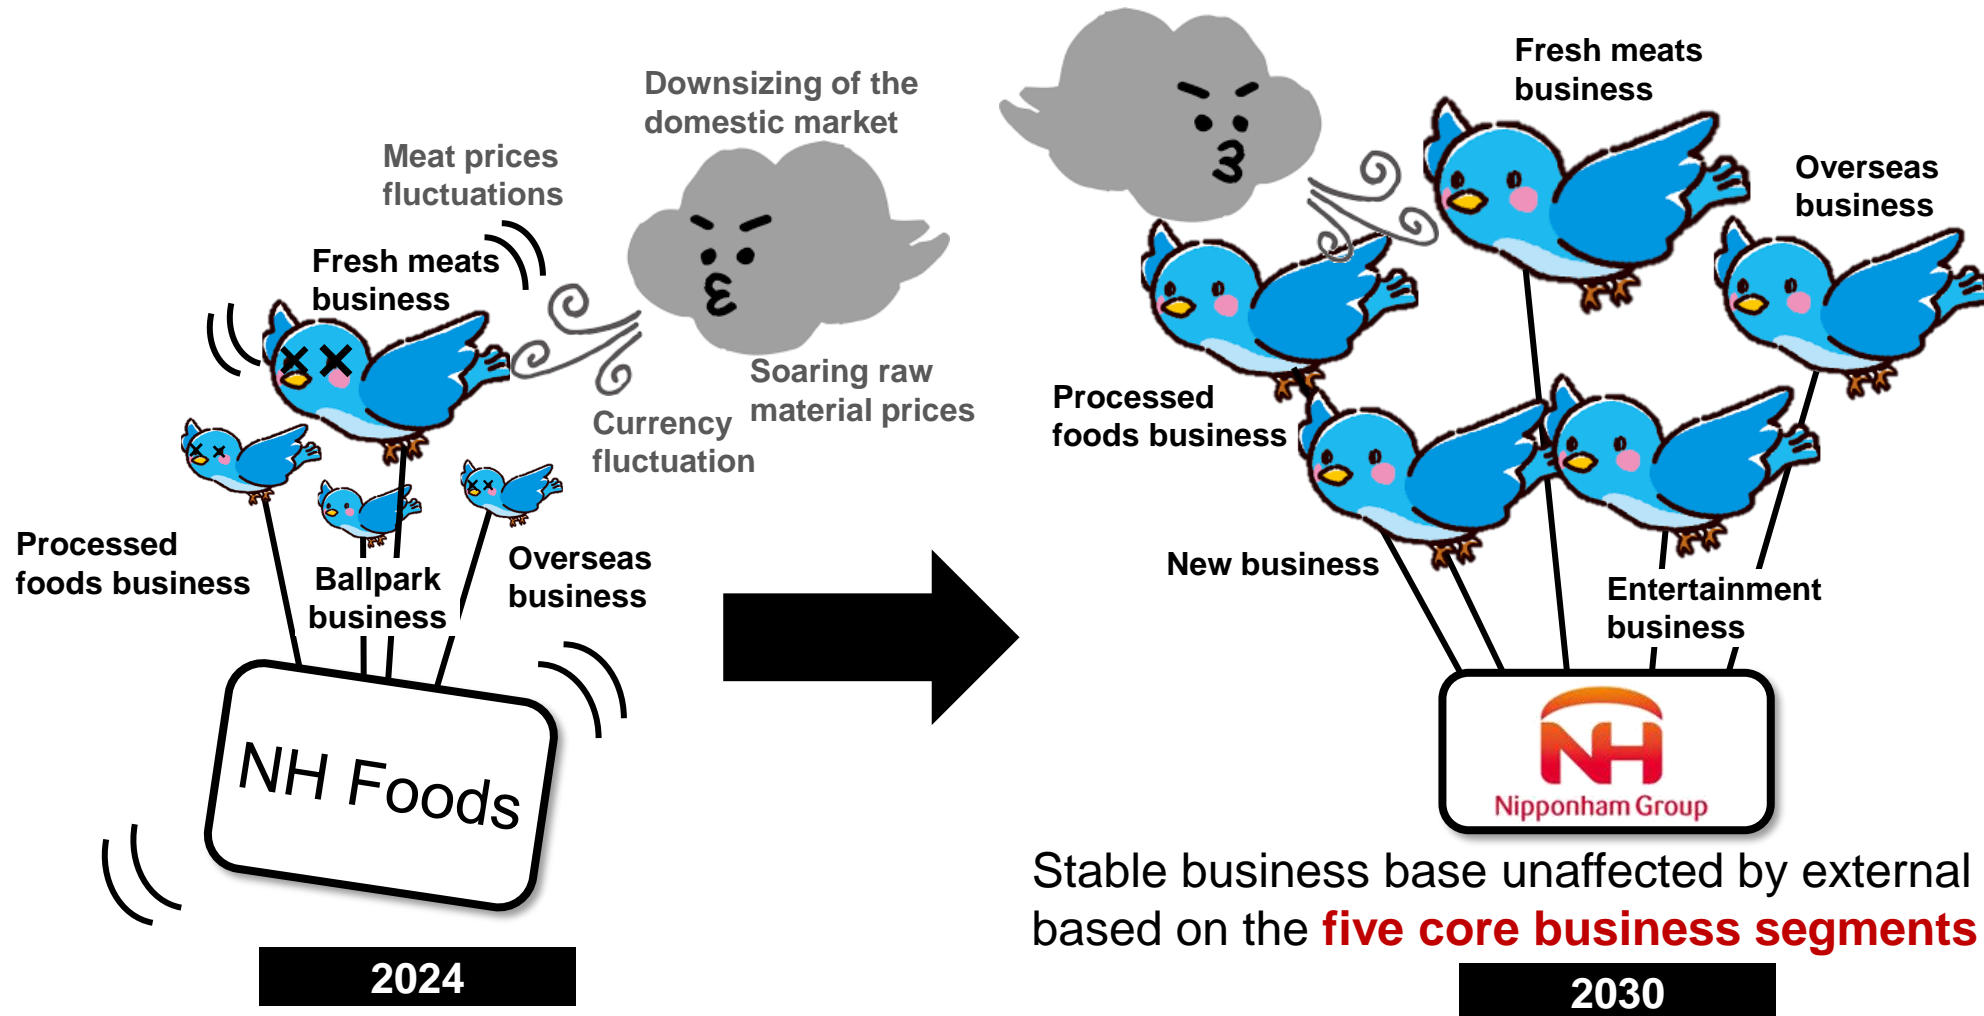 Downsizing of the
domestic market
Meat prices
fluctuations
Fresh meats
business
Soaring raw
material prices
Currency
fluctuation
Processed
foods business
Ballpark
business
Overseas
business
NH Foods
2024
Fresh meats
business
Overseas
business
Processed
foods business
New business
Entertainment
business
NH
Nipponham Group
Stable business base unaffected by external
based on the five core business segments
2030